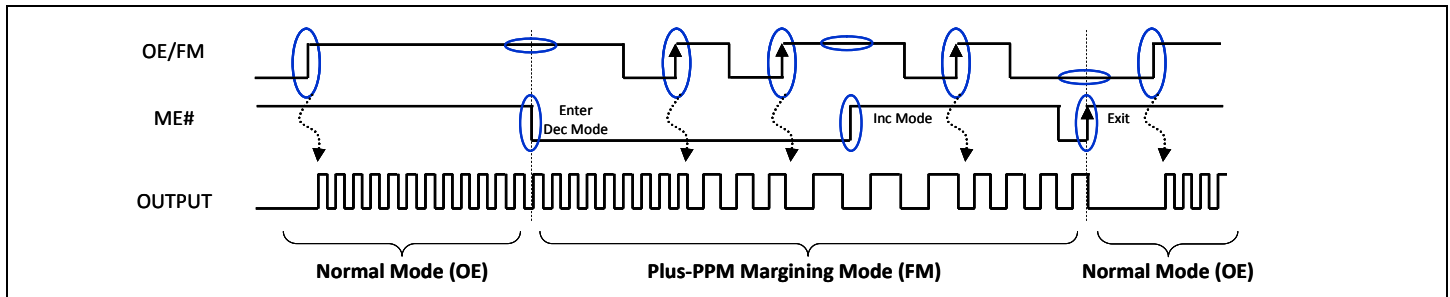 OE/FM
ME#
Enter
Dec Mode
Inc Mode
Exit
OUTPUT
Normal Mode (OE)
Plus-PPM Margining Mode (FM)
Normal Mode (OE)